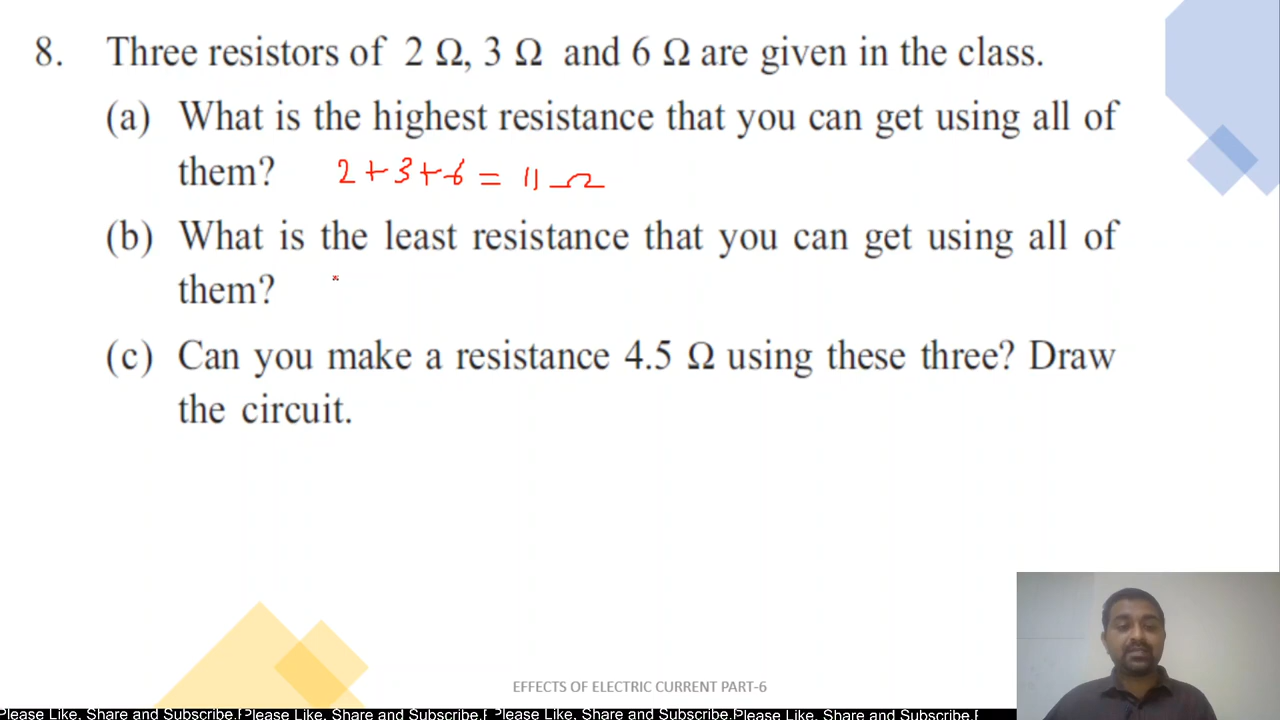 8. Three resistors of 2 Ω, 3 Ω and 6 Ω are given in the class.
(a) What is the highest resistance that you can get using all of
them? 2+3+6 = 11 Ω
(b) What is the least resistance that you can get using all of
them?
(c) Can you make a resistance 4.5 Ω using these three? Draw
the circuit.
EFFECTS OF ELECTRIC CURRENT PART-6
Please Like, Share and Subscribe.Please Like, Share and Subscribe. Please Like, Share and Subscribe.Please Like, Share and Subscribe.